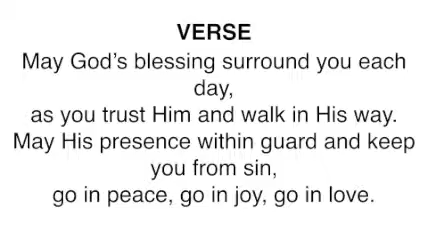 VERSE
May God’s blessing surround you each
day,
as you trust Him and walk in His way.
May His presence within guard and keep
you from sin,
go in peace, go in joy, go in love.